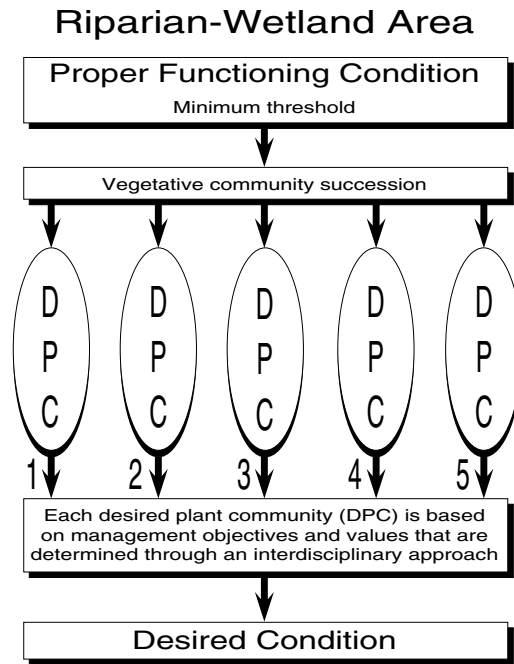 Riparian-Wetland Area
Proper Functioning Condition
Minimum threshold
Vegetative community succession
D P C
D P C
D P C
D P C
D P C
1 2 3 4 5
Each desired plant community (DPC) is based
on management objectives and values that are
determined through an interdisciplinary approach
Desired Condition